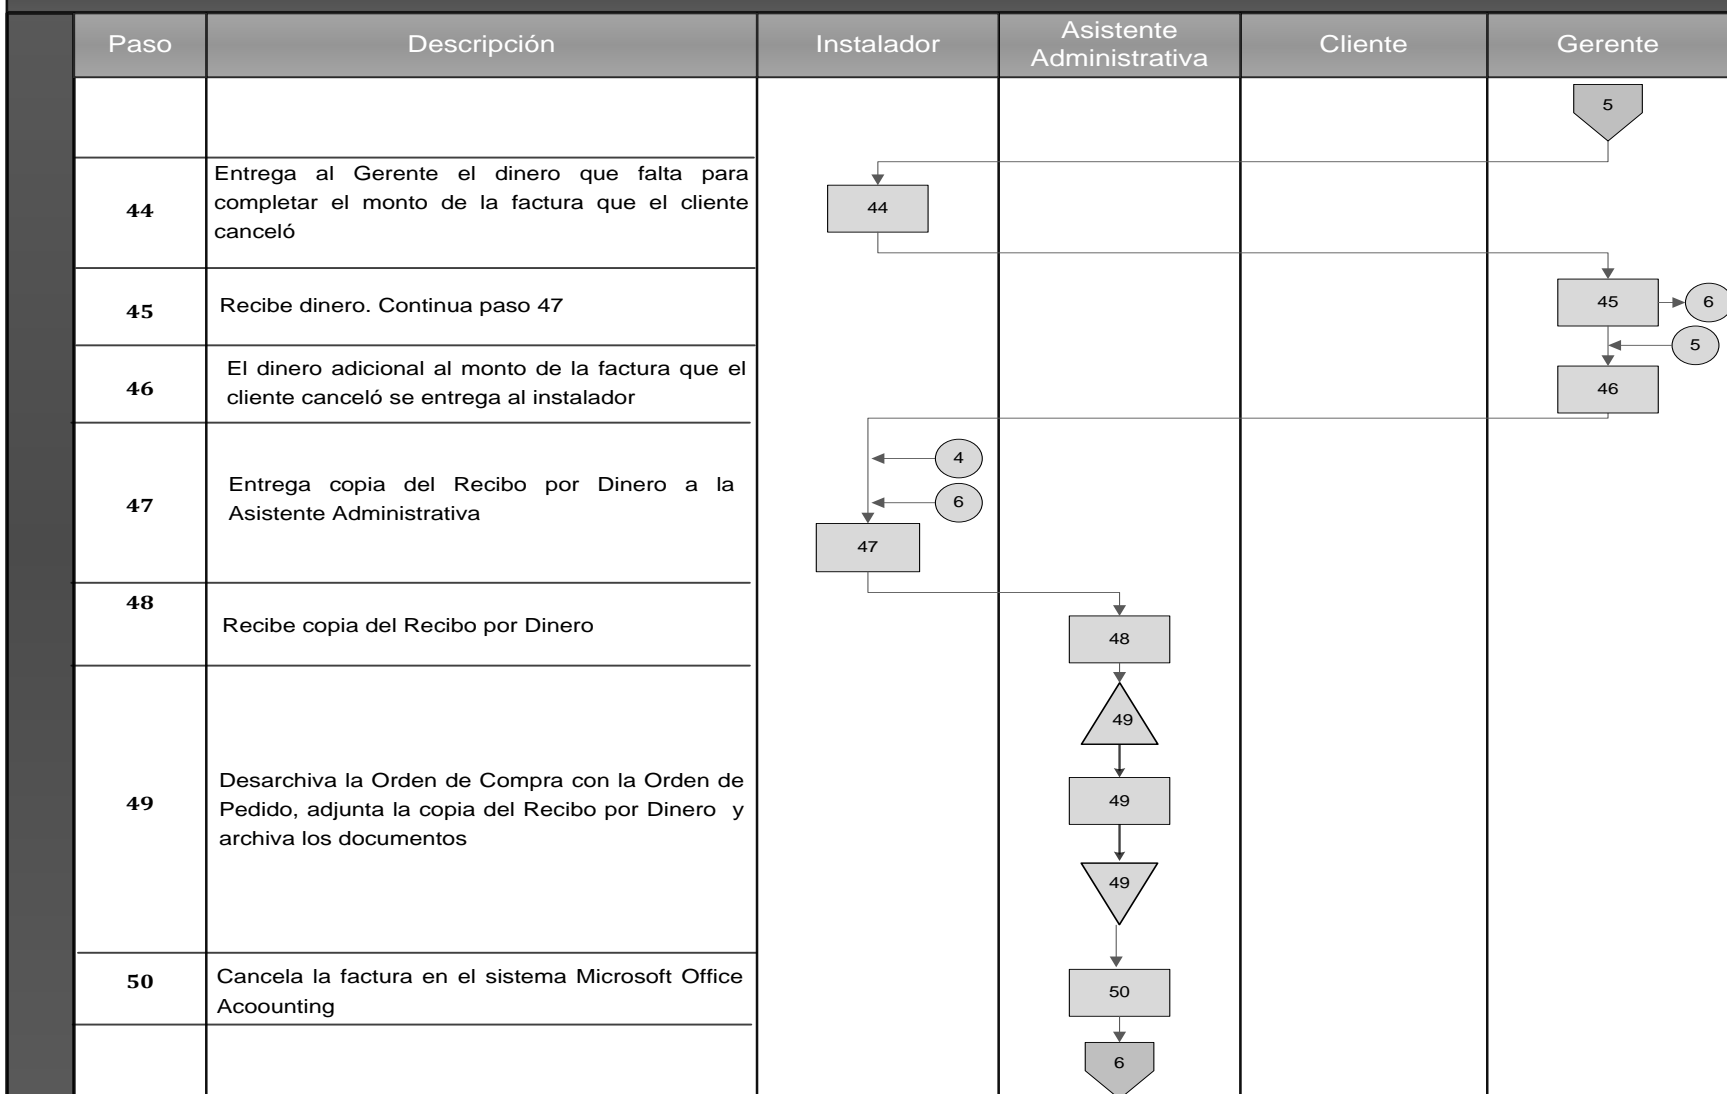 Paso Descripción Instalador Asistente Administrativa Cliente Gerente
5
Entrega al Gerente el dinero que falta para
44 completar el monto de la factura que el cliente 44
canceló
45 Recibe dinero. Continua paso 47 45 6
5
El dinero adicional al monto de la factura que el
46 cliente canceló se entrega al instalador 46
4
Entrega copia del Recibo por Dinero a la 6
47 Asistente Administrativa
47
48
Recibe copia del Recibo por Dinero 48
49
Desarchiva la Orden de Compra con la Orden de
49 Pedido, adjunta la copia del Recibo por Dinero y 49
archiva los documentos
49
50 Cancela la factura en el sistema Microsoft Office 50
Acoounting
6